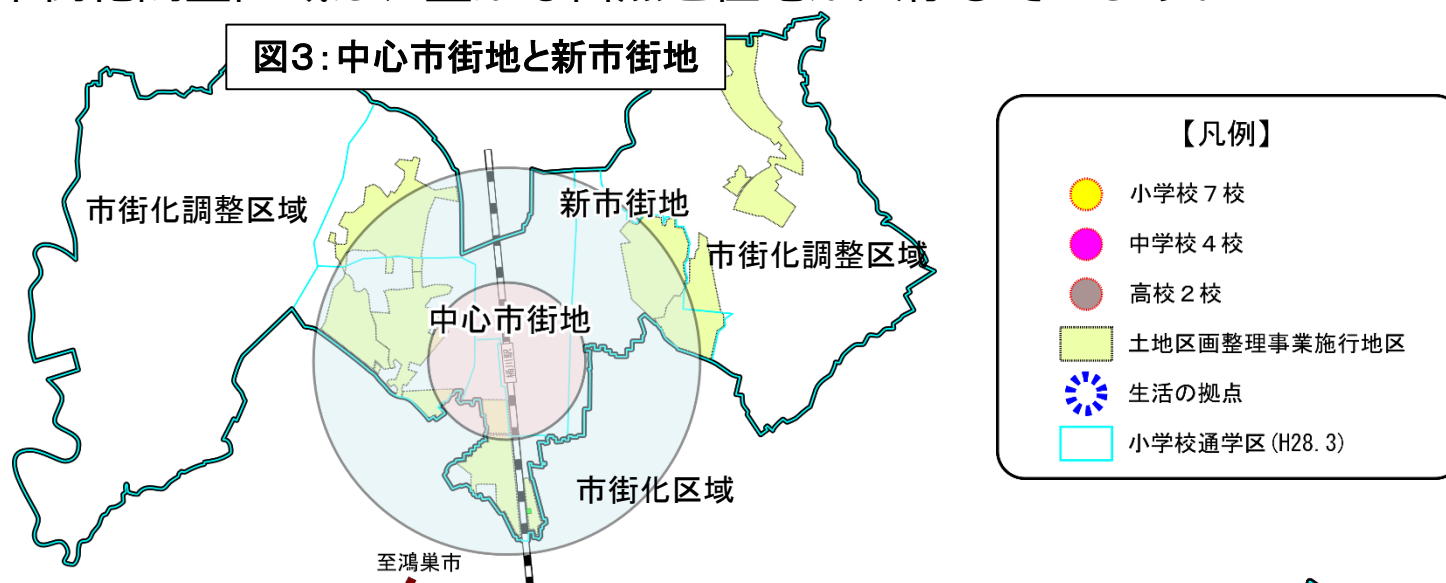 図3:中心市街地と新市街地
市街化調整区域
新市街地
市街化調整区域
中心市街地
桶川駅
市街化区域
至鴻巣市
【凡例】
小学校7校
中学校4校
高校2校
土地区画整理事業施行地区
生活の拠点
小学校通学区(H28.3)